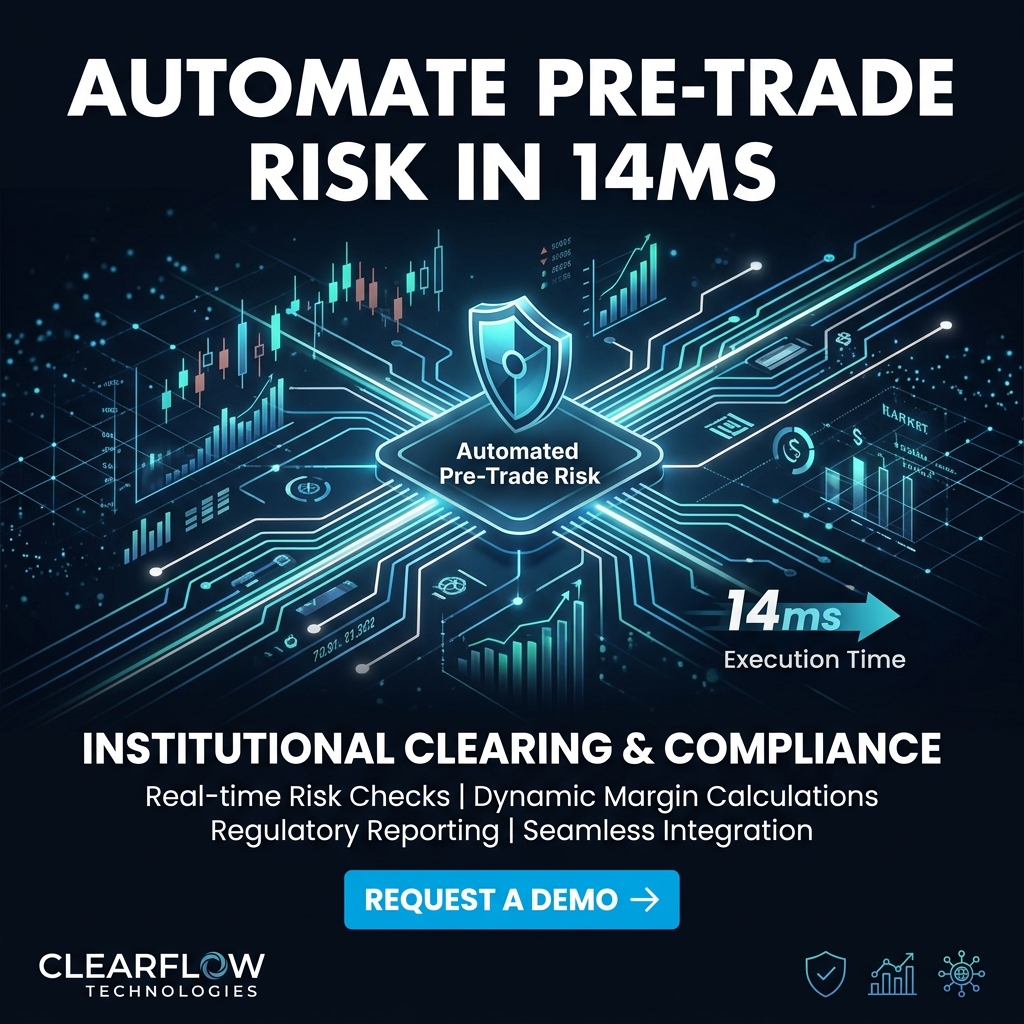 AUTOMATE PRE-TRADE
RISK IN 14MS
MARKET
$
Automated
Pre-Trade Risk
14ms
Execution Time
INSTITUTIONAL CLEARING & COMPLIANCE
Real-time Risk Checks | Dynamic Margin Calculations
Regulatory Reporting | Seamless Integration
REQUEST A DEMO →
CLEARFLOW
TECHNOLOGIES